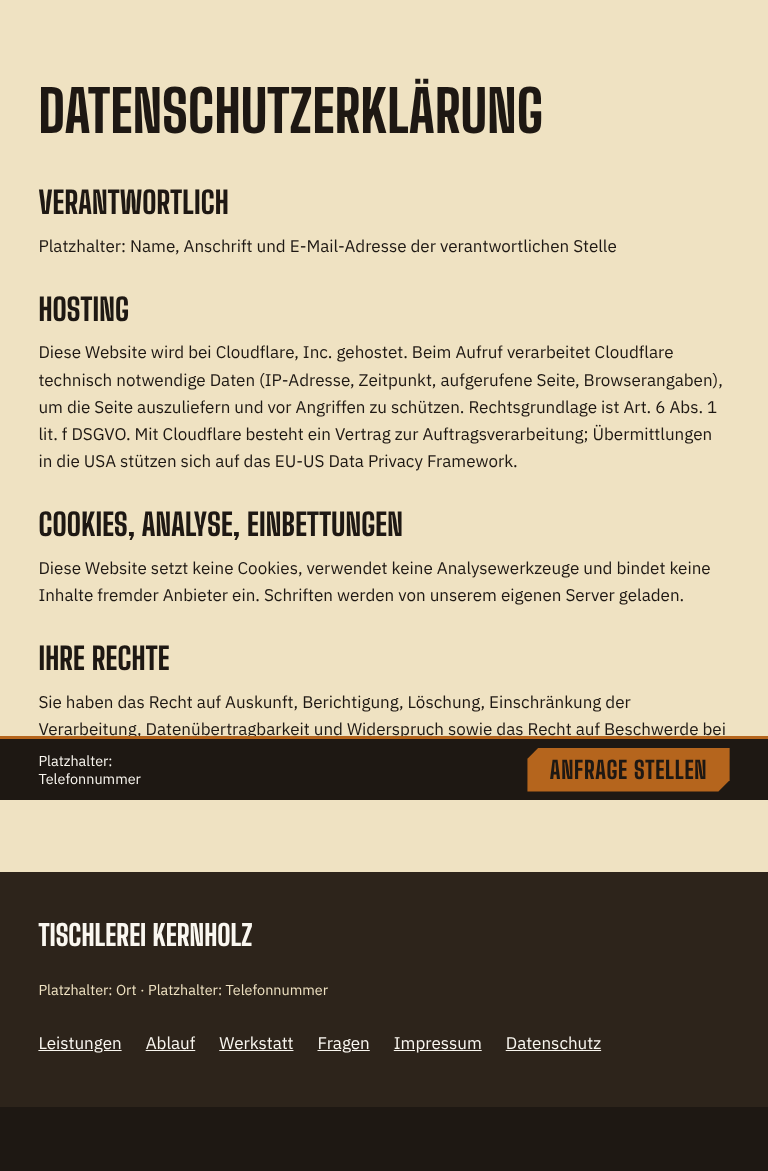 DATENSCHUTZERKLÄRUNG
VERANTWORTLICH
Platzhalter: Name, Anschrift und E-Mail-Adresse der verantwortlichen Stelle
HOSTING
Diese Website wird bei Cloudflare, Inc. gehostet. Beim Aufruf verarbeitet Cloudflare
technisch notwendige Daten (IP-Adresse, Zeitpunkt, aufgerufene Seite, Browserangaben),
um die Seite auszuliefern und vor Angriffen zu schützen. Rechtsgrundlage ist Art. 6 Abs. 1
lit. f DSGVO. Mit Cloudflare besteht ein Vertrag zur Auftragsverarbeitung; Übermittlungen
in die USA stützen sich auf das EU-US Data Privacy Framework.
COOKIES, ANALYSE, EINBETTUNGEN
Diese Website setzt keine Cookies, verwendet keine Analysewerkzeuge und bindet keine
Inhalte fremder Anbieter ein. Schriften werden von unserem eigenen Server geladen.
IHRE RECHTE
Sie haben das Recht auf Auskunft, Berichtigung, Löschung, Einschränkung der
Verarbeitung, Datenübertragbarkeit und Widerspruch sowie das Recht auf Beschwerde bei
Platzhalter:
Telefonnummer
ANFRAGE STELLEN
TISCHLEREI KERNHOLZ
Platzhalter: Ort · Platzhalter: Telefonnummer
Leistungen Ablauf Werkstatt Fragen Impressum Datenschutz